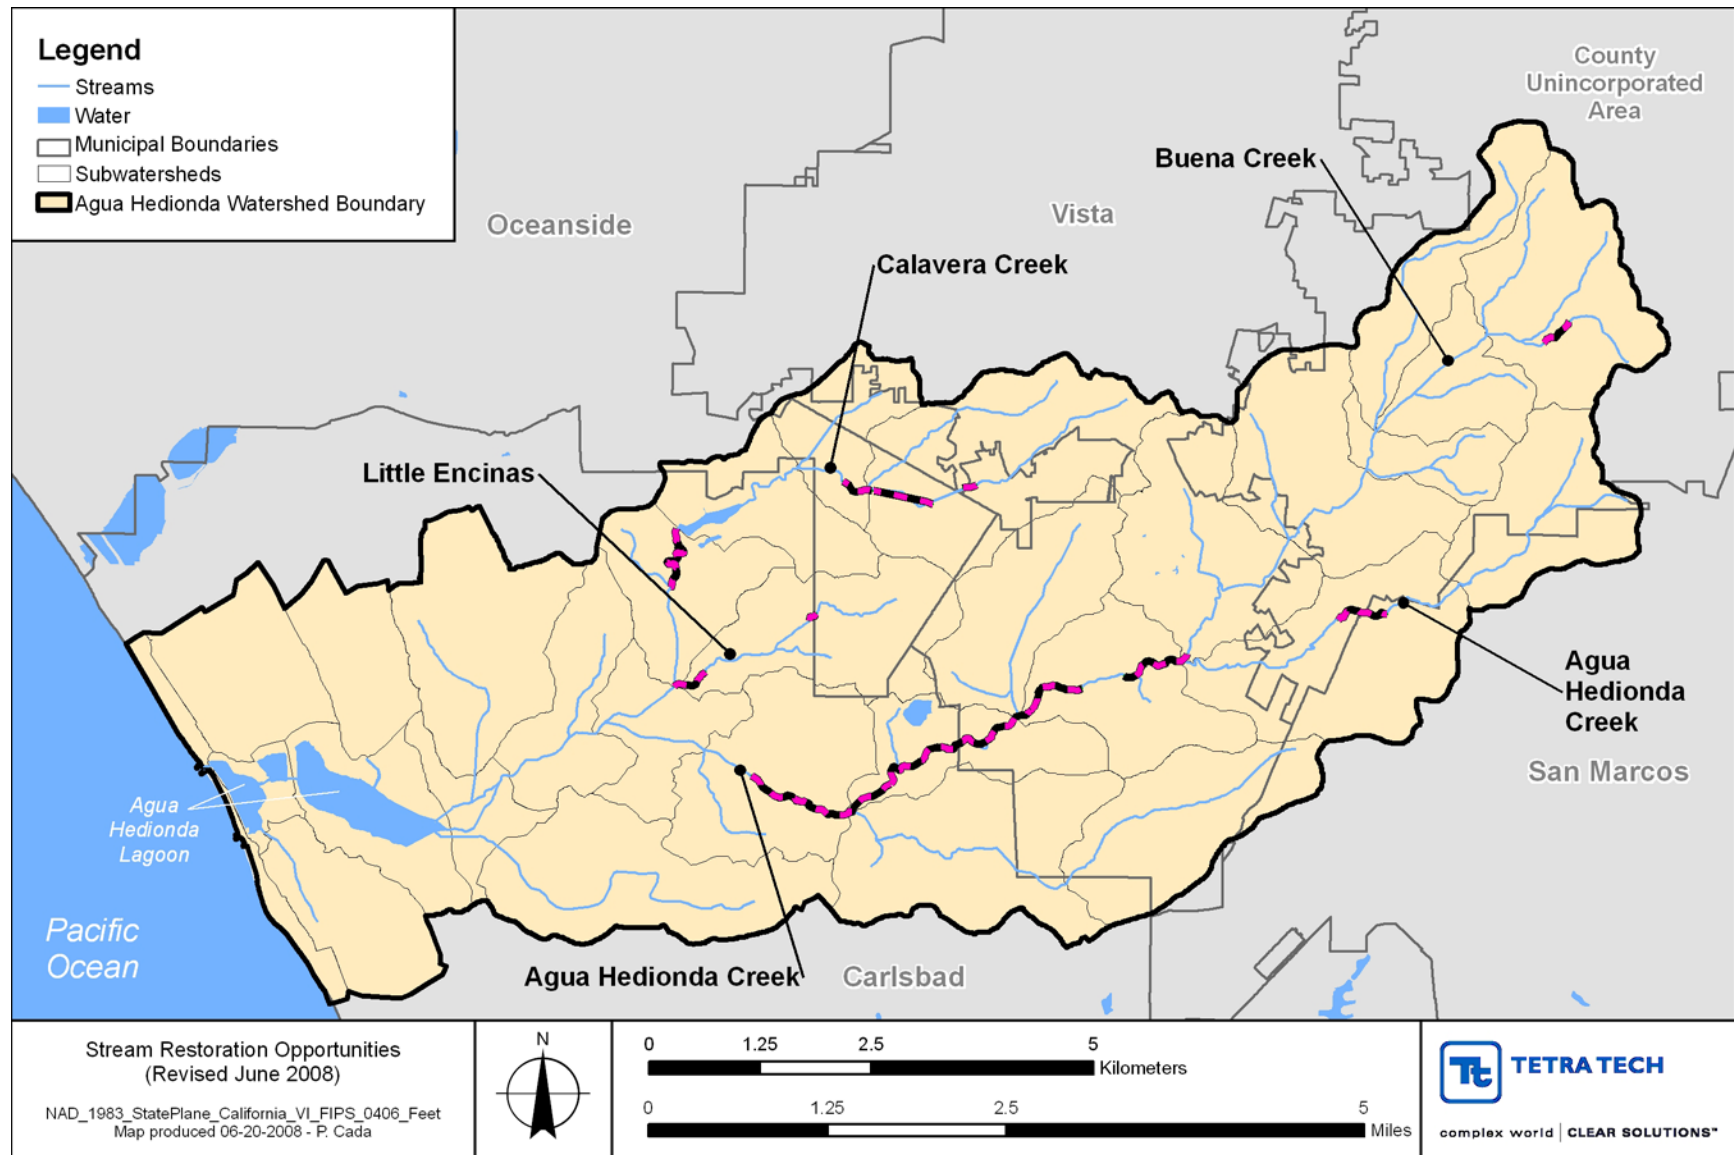 Legend
Streams
Water
Municipal Boundaries
Subwatersheds
Agua Hedionda Watershed Boundary
County
Unincorporated
Area
Buena Creek
Oceanside
Vista
Calavera Creek
Little Encinas
Agua
Hedionda
Creek
San Marcos
Agua
Hedionda
Lagoon
Pacific
Ocean
Agua Hedionda Creek
Carlsbad
Stream Restoration Opportunities
(Revised June 2008)
NAD_1983_StatePlane_California_VI_FIPS_0406_Feet
Map produced 06-20-2008 - P. Cada
N
0 1.25 2.5 5
Kilometers
0 1.25 2.5 5
Miles
Tt TETRA TECH
complex world | CLEAR SOLUTIONS™